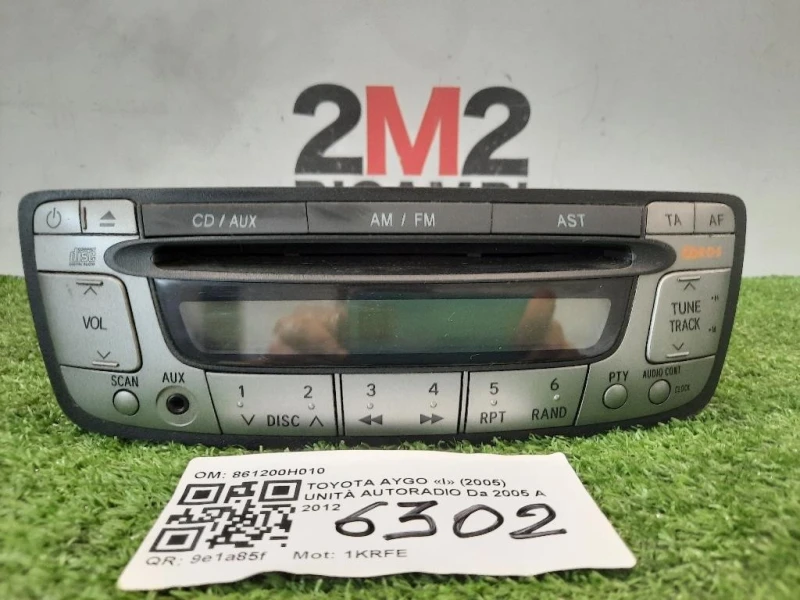 2M2
RICAMBI
CD / AUX
AM / FM
AST
TA
AF
VOL
TUNE
TRACK
SCAN
AUX
1
2
3
4
5
6
DISC
RPT
RAND
PTY
AUDIO CONT
CLOCK
OM: 861200H010
TOYOTA AYGO «I» (2005)
UNITÀ AUTORADIO Da 2005 A
2012
6302
QR: 9e1a85f Mot: 1KRFE